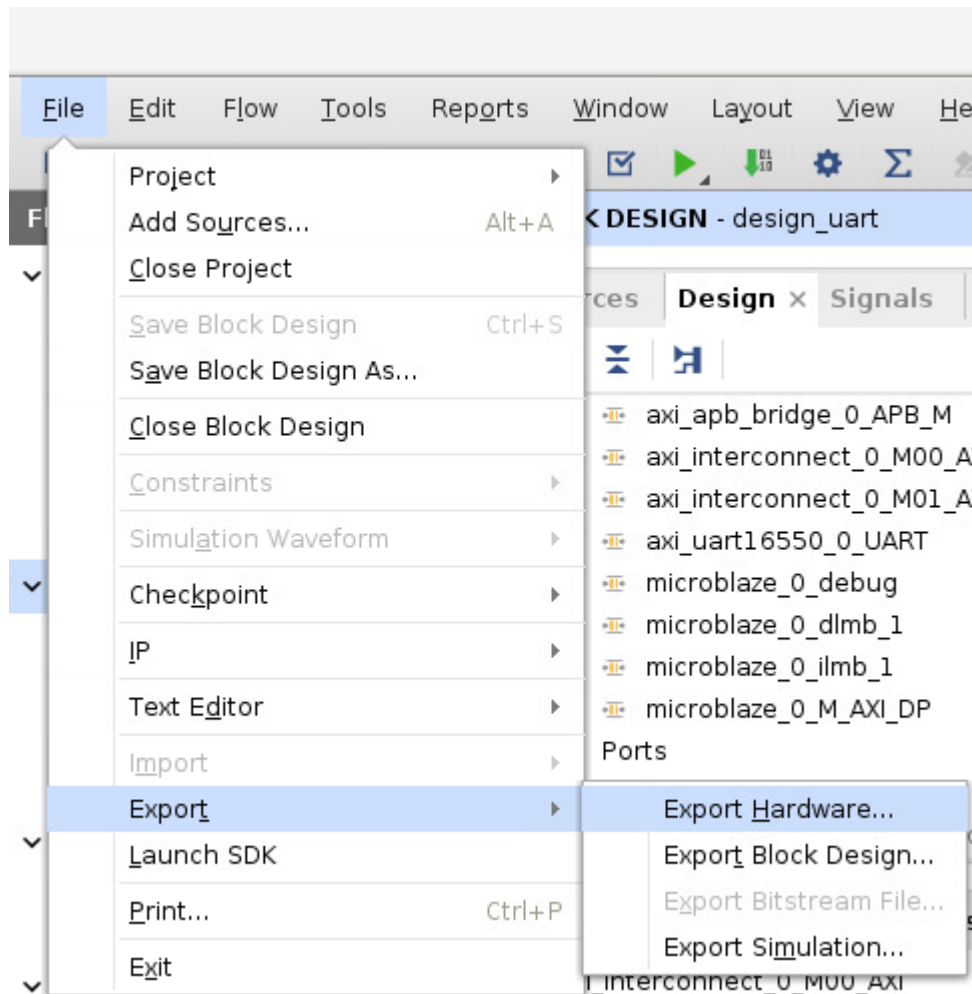 File Edit Flow Tools Reports Window Layout View He
Project
Add Sources... Alt+A
Close Project
Save Block Design Ctrl+S
Save Block Design As...
Close Block Design
Constraints
Simulation Waveform
Checkpoint
IP
Text Editor
Import
Export
Launch SDK
Print... Ctrl+P
Exit
Fl
K DESIGN - design_uart
rces Design × Signals
axi_apb_bridge_0_APB_M
axi_interconnect_0_M00_A
axi_interconnect_0_M01_A
axi_uart16550_0_UART
microblaze_0_debug
microblaze_0_dlmb_1
microblaze_0_ilmb_1
microblaze_0_M_AXI_DP
Ports
Export Hardware...
Export Block Design...
Export Bitstream File...
Export Simulation...
i_interconnect_0_M00_AXI